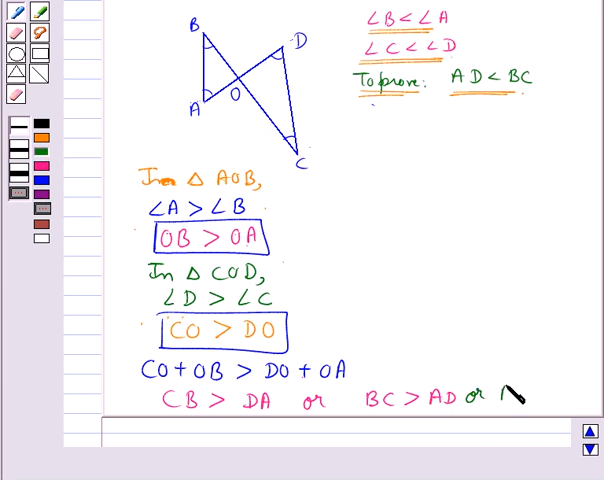 B
D
A
O
C
∠B < ∠A
∠C < ∠D
To prove: AD < BC
In △ AOB,
∠A > ∠B
OB > OA
In △ COD,
∠D > ∠C
CO > DO
CO + OB > DO + OA
CB > DA or BC > AD or